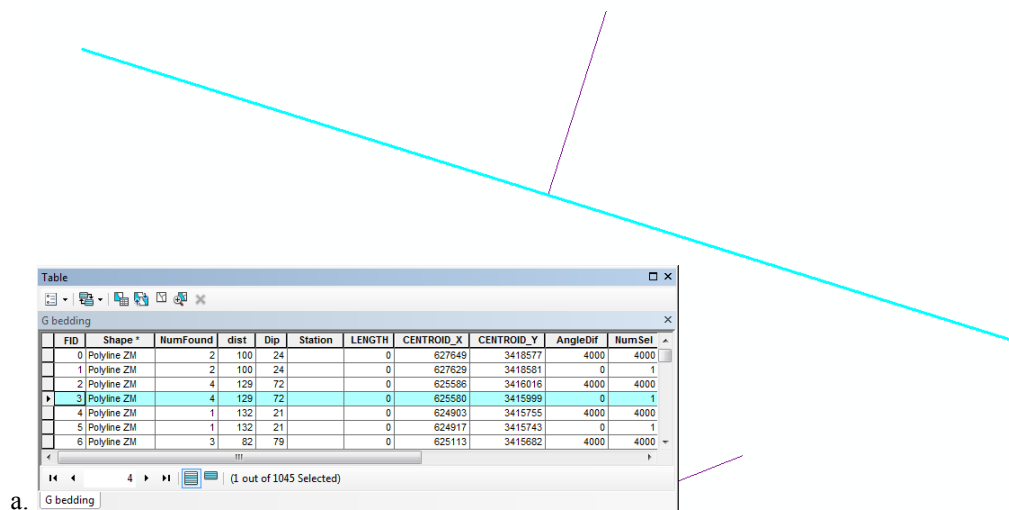 Table
G bedding
FID Shape * NumFound dist Dip Station LENGTH CENTROID_X CENTROID_Y AngleDif NumSel
0 Polyline ZM 2 100 24 0 627649 3418577 4000 4000
1 Polyline ZM 2 100 24 0 627629 3418581 0 1
2 Polyline ZM 4 129 72 0 625586 3416016 4000 4000
3 Polyline ZM 4 129 72 0 625580 3415999 0 1
4 Polyline ZM 1 132 21 0 624903 3415755 4000 4000
5 Polyline ZM 1 132 21 0 624917 3415743 0 1
6 Polyline ZM 3 82 79 0 625113 3415682 4000 4000
4 (1 out of 1045 Selected)
a. G bedding